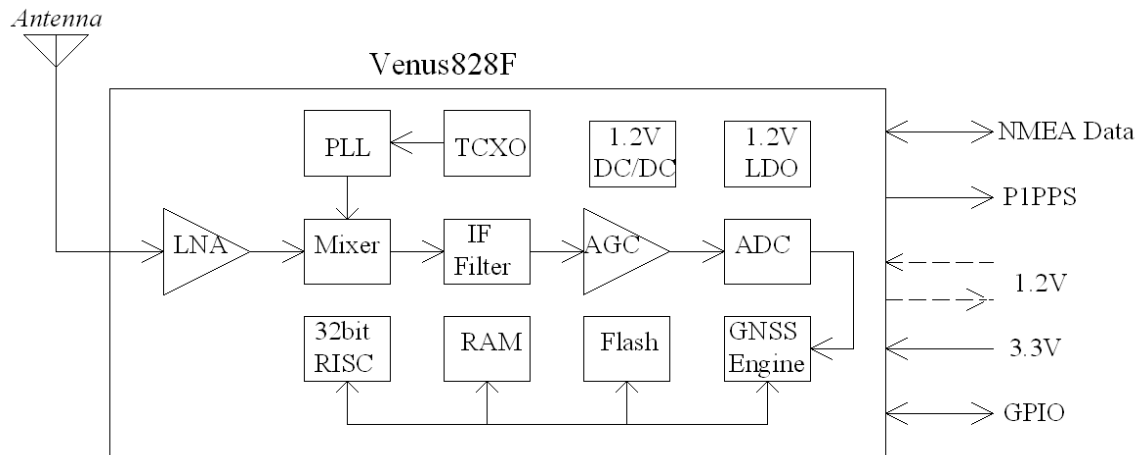 Antenna
Venus828F
PLL
TCXO
1.2V
DC/DC
1.2V
LDO
NMEA Data
P1PPS
LNA
Mixer
IF
Filter
AGC
ADC
1.2V
32bit
RISC
RAM
Flash
GNSS
Engine
3.3V
GPIO